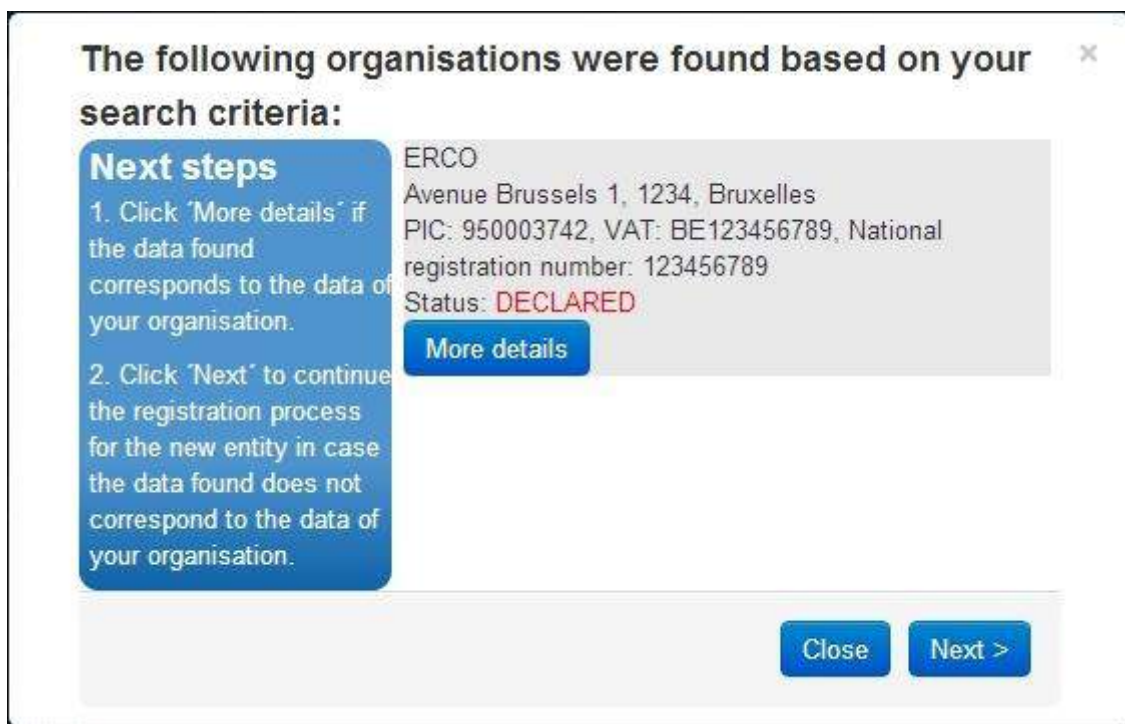 The following organisations were found based on your
search criteria:
×
Next steps
1. Click ´More details´ if
the data found
corresponds to the data of
your organisation.
2. Click ´Next´ to continue
the registration process
for the new entity in case
the data found does not
correspond to the data of
your organisation.
ERCO
Avenue Brussels 1, 1234, Bruxelles
PIC: 950003742, VAT: BE123456789, National
registration number: 123456789
Status: DECLARED
More details
Close
Next >